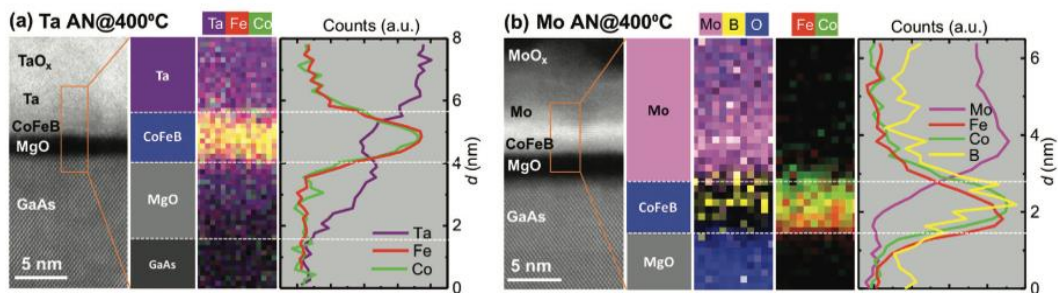 (a) Ta AN@400ºC
Ta Fe Co
Counts (a.u.)
TaOₓ
Ta
CoFeB
MgO
GaAs
5 nm
Ta
CoFeB
MgO
GaAs
Ta
Fe
Co
8
6
4
2
0
d (nm)
(b) Mo AN@400ºC
Mo B O
Fe Co
Counts (a.u.)
MoOₓ
Mo
CoFeB
MgO
GaAs
5 nm
Mo
CoFeB
MgO
Mo
Fe
Co
B
6
4
2
0
d (nm)